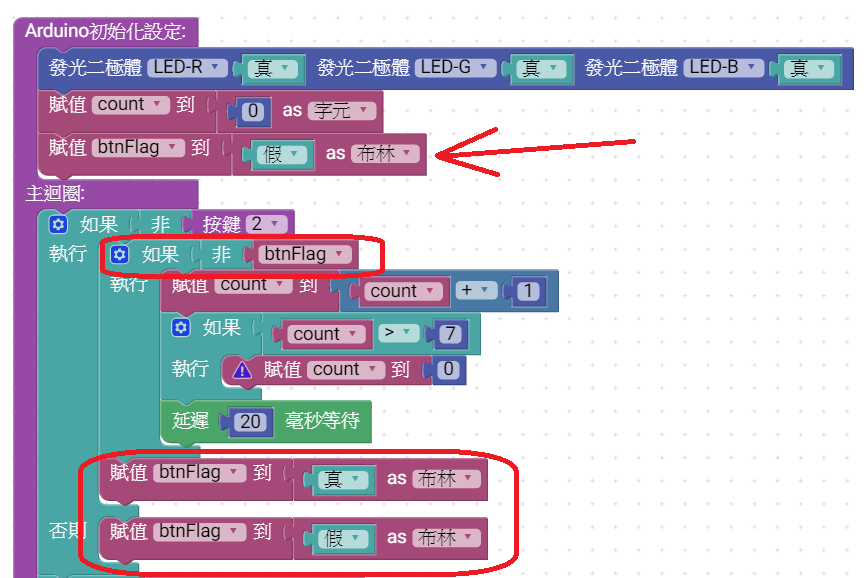 Arduino初始化設定:
發光二極體 LED-R 真 發光二極體 LED-G 真 發光二極體 LED-B 真
賦值 count 到 0 as 字元
賦值 btnFlag 到 假 as 布林
主迴圈:
如果 非 按鍵 2
執行 如果 非 btnFlag
執行 賦值 count 到 count + 1
如果 count > 7
執行 賦值 count 到 0
延遲 20 毫秒等待
賦值 btnFlag 到 真 as 布林
否則 賦值 btnFlag 到 假 as 布林